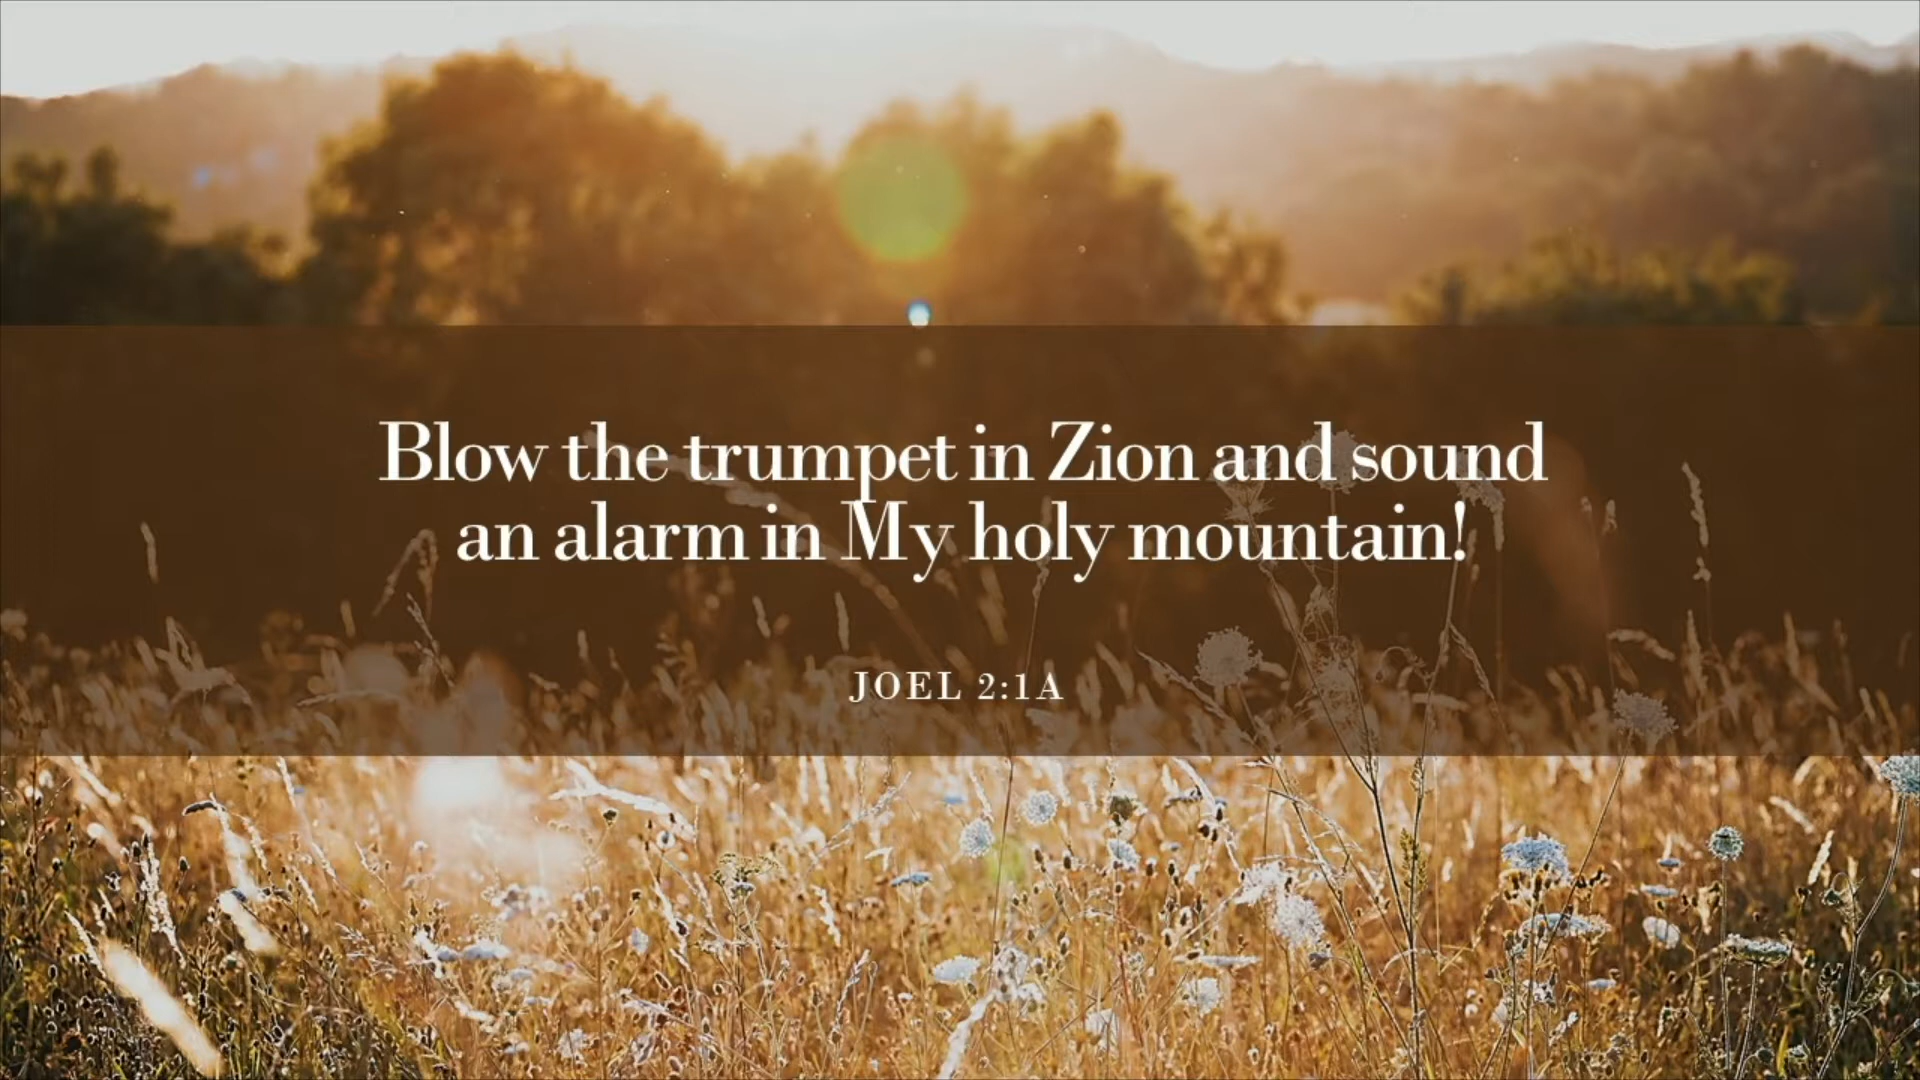 Blow the trumpet in Zion and sound
an alarm in My holy mountain!
JOEL 2:1A